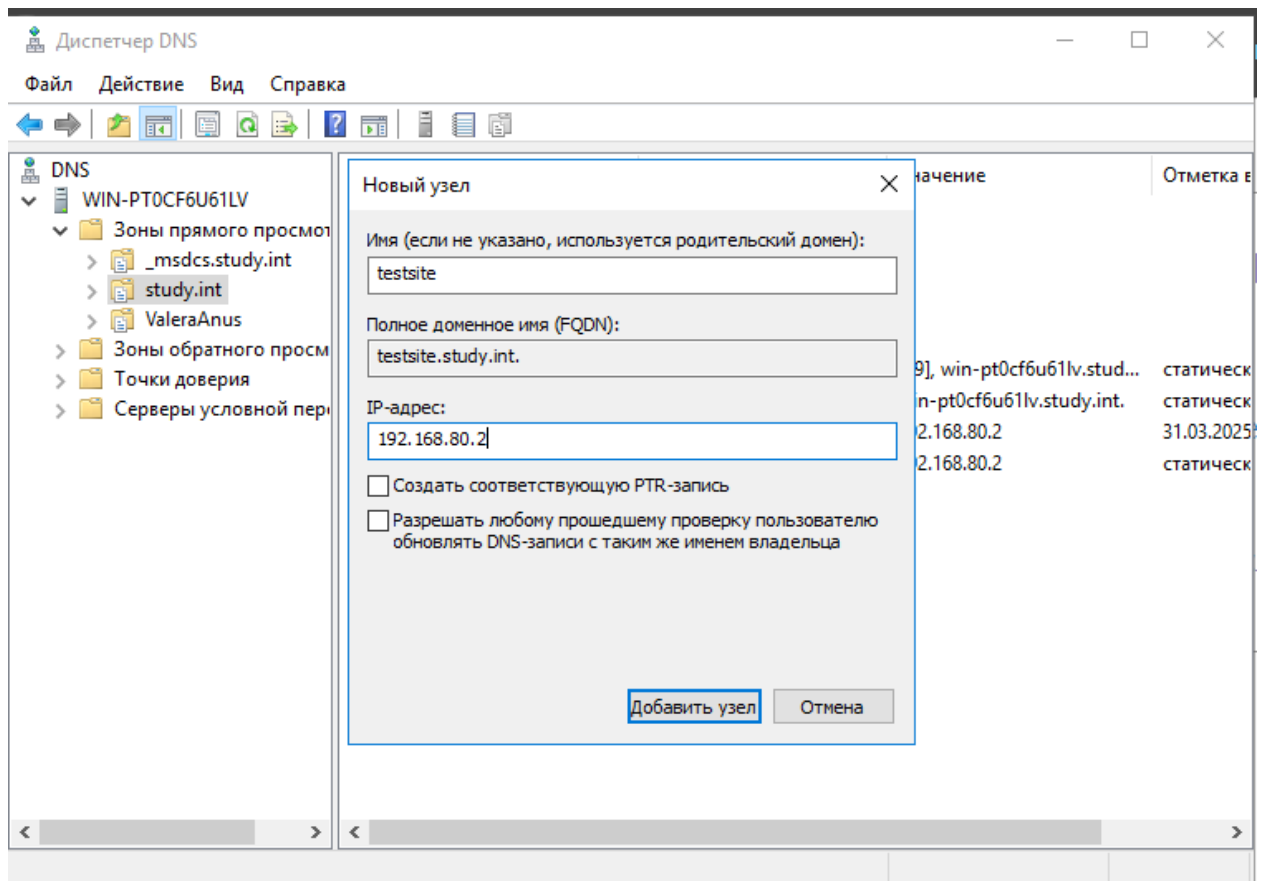 Диспетчер DNS
Файл Действие Вид Справка
DNS
WIN-PT0CF6U61LV
Зоны прямого просмот
_msdcs.study.int
study.int
ValeraAnus
Зоны обратного просм
Точки доверия
Серверы условной пере
Новый узел
Имя (если не указано, используется родительский домен):
testsite
Полное доменное имя (FQDN):
testsite.study.int.
IP-адрес:
192.168.80.2
Создать соответствующую PTR-запись
Разрешать любому прошедшему проверку пользователю
обновлять DNS-записи с таким же именем владельца
Добавить узел Отмена
начение Отметка в
9], win-pt0cf6u61lv.stud... статическ
n-pt0cf6u61lv.study.int. статическ
2.168.80.2 31.03.2025
2.168.80.2 статическ